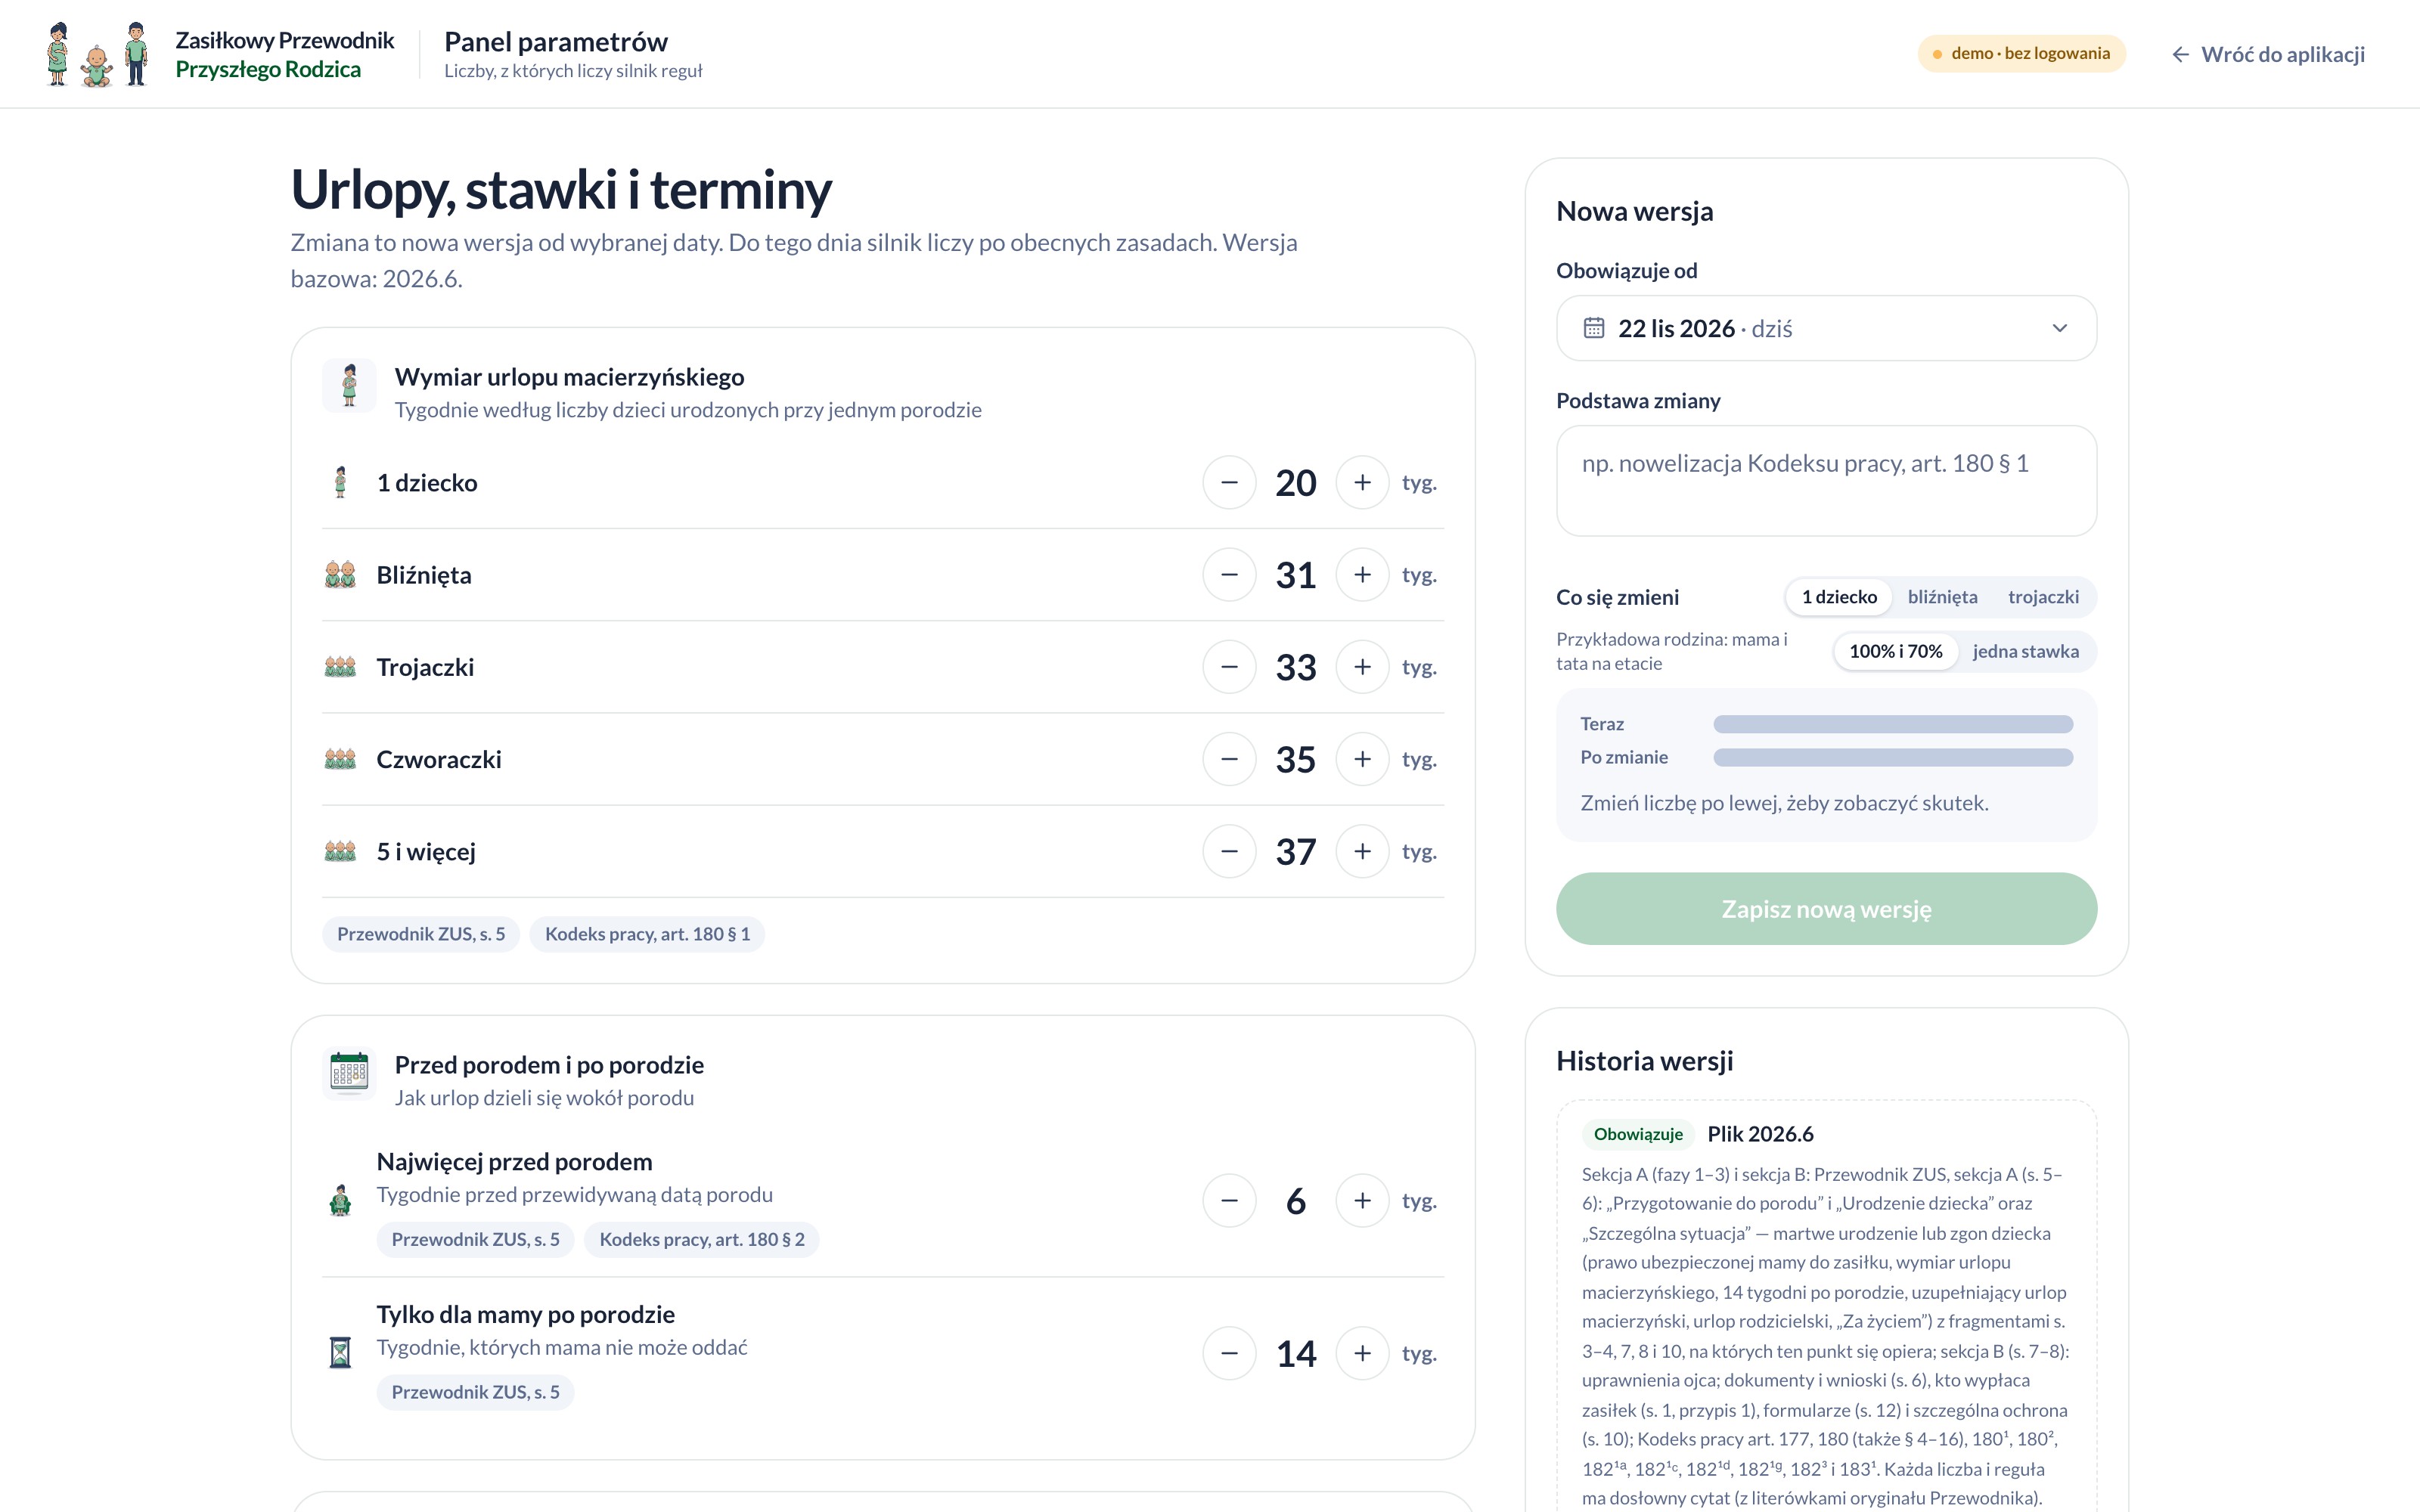 Zasiłkowy Przewodnik
Przyszłego Rodzica
Panel parametrów
Liczby, z których liczy silnik reguł
demo · bez logowania
Wróć do aplikacji
Urlopy, stawki i terminy
Zmiana to nowa wersja od wybranej daty. Do tego dnia silnik liczy po obecnych zasadach. Wersja
bazowa: 2026.6.
Wymiar urlopu macierzyńskiego
Tygodnie według liczby dzieci urodzonych przy jednym porodzie
1 dziecko
− 20 + tyg.
Bliźnięta
− 31 + tyg.
Trojaczki
− 33 + tyg.
Czworaczki
− 35 + tyg.
5 i więcej
− 37 + tyg.
Przewodnik ZUS, s. 5
Kodeks pracy, art. 180 § 1
Przed porodem i po porodzie
Jak urlop dzieli się wokół porodu
Najwięcej przed porodem
Tygodnie przed przewidywaną datą porodu
Przewodnik ZUS, s. 5
Kodeks pracy, art. 180 § 2
− 6 + tyg.
Tylko dla mamy po porodzie
Tygodnie, których mama nie może oddać
Przewodnik ZUS, s. 5
− 14 + tyg.
Nowa wersja
Obowiązuje od
22 lis 2026 · dziś
Podstawa zmiany
np. nowelizacja Kodeksu pracy, art. 180 § 1
Co się zmieni
1 dziecko
bliźnięta
trojaczki
Przykładowa rodzina: mama i
tata na etacie
100% i 70%
jedna stawka
Teraz
Po zmianie
Zmień liczbę po lewej, żeby zobaczyć skutek.
Zapisz nową wersję
Historia wersji
Obowiązuje
Plik 2026.6
Sekcja A (fazy 1–3) i sekcja B: Przewodnik ZUS, sekcja A (s. 5–
6): „Przygotowanie do porodu” i „Urodzenie dziecka” oraz
„Szczególna sytuacja” — martwe urodzenie lub zgon dziecka
(prawo ubezpieczonej mamy do zasiłku, wymiar urlopu
macierzyńskiego, 14 tygodni po porodzie, uzupełniający urlop
macierzyński, urlop rodzicielski, „Za życiem”) z fragmentami s.
3–4, 7, 8 i 10, na których ten punkt się opiera; sekcja B (s. 7–8):
uprawnienia ojca; dokumenty i wnioski (s. 6), kto wypłaca
zasiłek (s. 1, przypis 1), formularze (s. 12) i szczególna ochrona
(s. 10); Kodeks pracy art. 177, 180 (także § 4–16), 180¹, 180²,
182¹ᵃ, 182¹ᶜ, 182¹ᵈ, 182¹ᵍ, 182³ i 183¹. Każda liczba i reguła
ma dosłowny cytat (z literówkami oryginału Przewodnika).